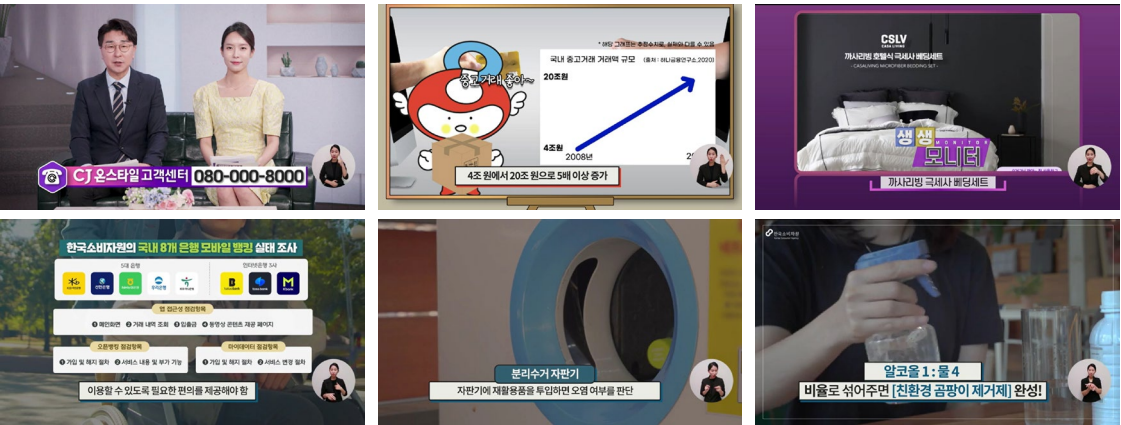 CJ 온스타일 고객센터 080-000-8000
* 해당 그래프는 추정수치로, 실제와 다를 수 있음
국내 중고거래 거래액 규모 (출처 : 하나금융연구소,2020)
20조원
중고거래 좋아~
4조원
2008년
4조 원에서 20조 원으로 5배 이상 증가
CSLV
CASA LIVING
까사리빙 호텔식 극세사 베딩세트
- CASALIVING MICROFIBER BEDDING SET -
생생
MONITOR
모니터
까사리빙 극세사 베딩세트
한국소비자원의 국내 8개 은행 모바일 뱅킹 실태 조사
5대 은행
인터넷은행 3사
신한은행
우리은행
앱 접근성 점검항목
❶ 메인화면 ❷ 거래 내역 조회 ❸ 입출금 ❹ 동영상 콘텐츠 재공 페이지
오픈뱅킹 점검항목
마이데이터 점검항목
❶ 가입 및 해지 절차 ❷ 서비스 내용 및 부가 기능
❶ 가입 및 해지 절차 ❷ 서비스 변경 절차
이용할 수 있도록 필요한 편의를 제공해야 함
분리수거 자판기
자판기에 재활용품을 투입하면 오염 여부를 판단
한국소비자원
알코올 1 : 물 4
비율로 섞어주면 [친환경 곰팡이 제거제] 완성!